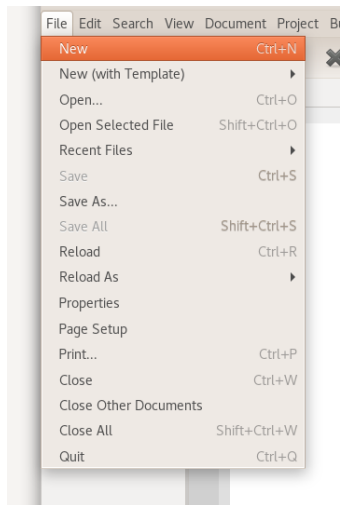 File Edit Search View Document Project Bu
New Ctrl+N
New (with Template)
Open... Ctrl+O
Open Selected File Shift+Ctrl+O
Recent Files
Save Ctrl+S
Save As...
Save All Shift+Ctrl+S
Reload Ctrl+R
Reload As
Properties
Page Setup
Print... Ctrl+P
Close Ctrl+W
Close Other Documents
Close All Shift+Ctrl+W
Quit Ctrl+Q